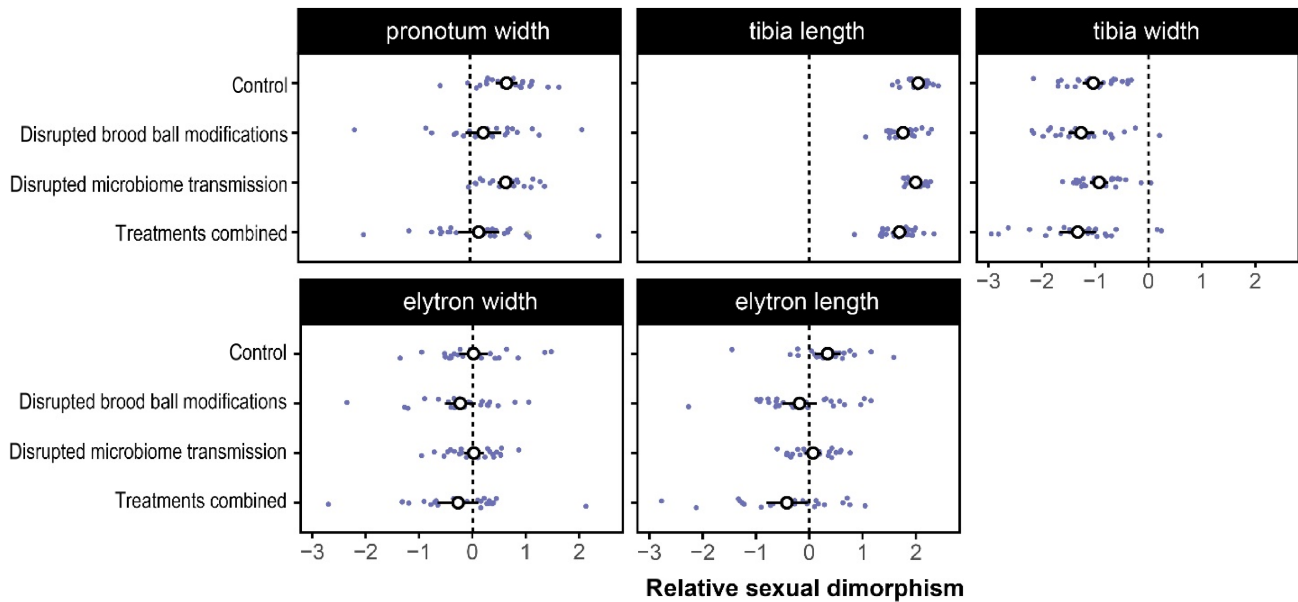 pronotum width
tibia length
tibia width
Control
Disrupted brood ball modifications
Disrupted microbiome transmission
Treatments combined
−3 −2 −1 0 1 2
elytron width
elytron length
Control
Disrupted brood ball modifications
Disrupted microbiome transmission
Treatments combined
−3 −2 −1 0 1 2
−3 −2 −1 0 1 2
Relative sexual dimorphism